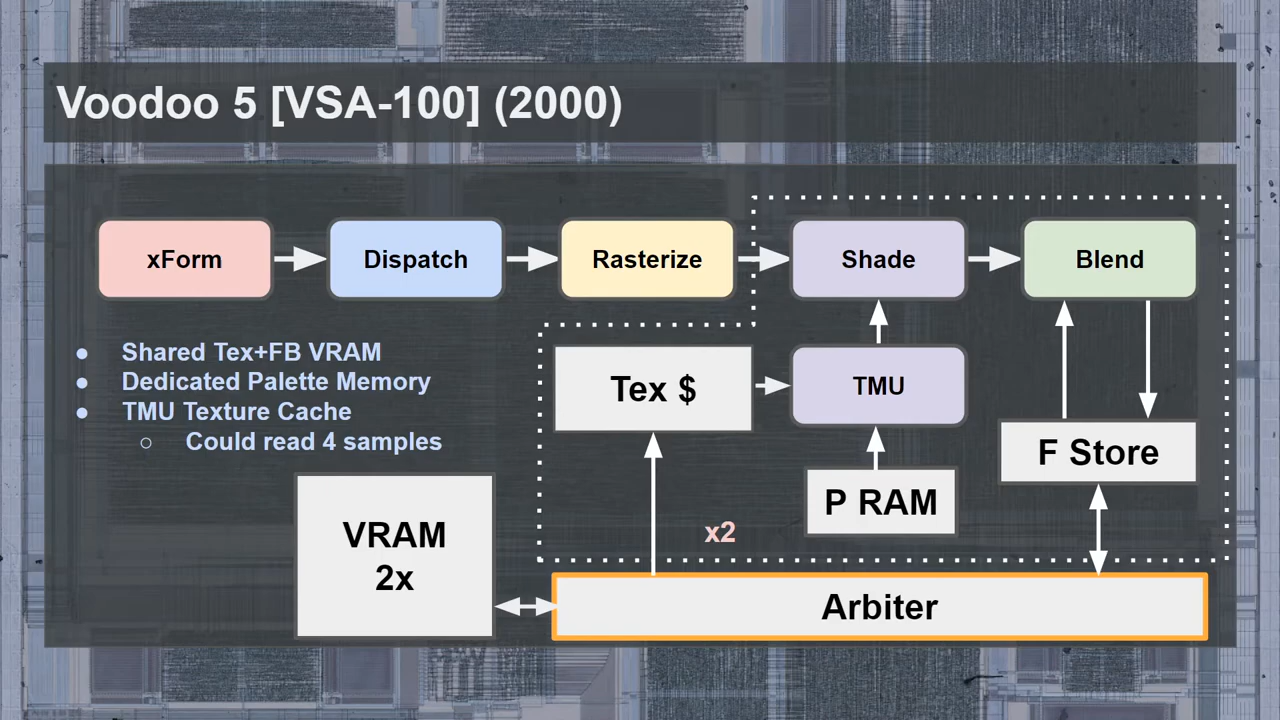 Voodoo 5 [VSA-100] (2000)
xForm
Dispatch
Rasterize
Shade
Blend
● Shared Tex+FB VRAM
● Dedicated Palette Memory
● TMU Texture Cache
○ Could read 4 samples
Tex $
TMU
F Store
P RAM
x2
VRAM
2x
Arbiter